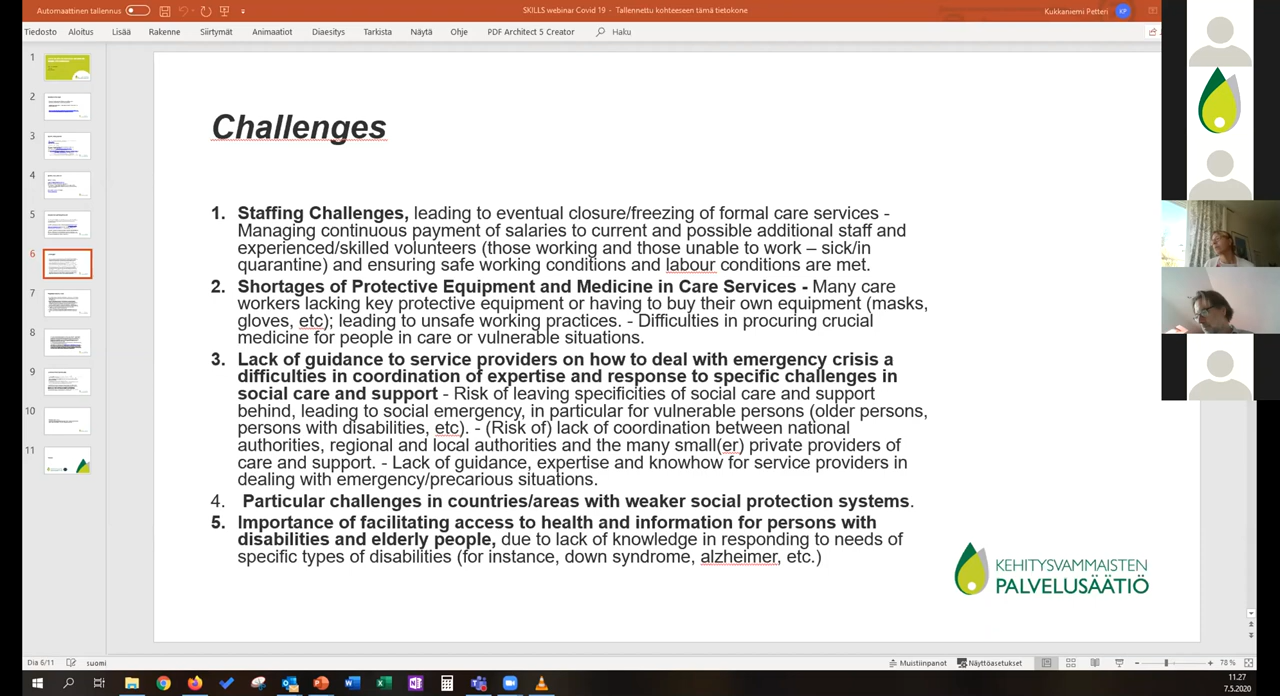 Automaattinen tallennus
SKILLS webinar Covid 19 - Tallennettu kohteeseen tämä tietokone
Kukkaniemi Petteri
KP
Tiedosto Aloitus Lisää Rakenne Siirtymät Animaatiot Diaesitys Tarkista Näytä Ohje PDF Architect 5 Creator Haku
1
2
3
4
5
6
7
8
9
10
11
Challenges
1. Staffing Challenges, leading to eventual closure/freezing of formal care services -
Managing continuous payment of salaries to current and possible additional staff and
experienced/skilled volunteers (those working and those unable to work – sick/in
quarantine) and ensuring safe working conditions and labour conditions are met.
2. Shortages of Protective Equipment and Medicine in Care Services - Many care
workers lacking key protective equipment or having to buy their own equipment (masks,
gloves, etc); leading to unsafe working practices. - Difficulties in procuring crucial
medicine for people in care or vulnerable situations.
3. Lack of guidance to service providers on how to deal with emergency crisis a
difficulties in coordination of expertise and response to specific challenges in
social care and support - Risk of leaving specificities of social care and support
behind, leading to social emergency, in particular for vulnerable persons (older persons,
persons with disabilities, etc). - (Risk of) lack of coordination between national
authorities, regional and local authorities and the many small(er) private providers of
care and support. - Lack of guidance, expertise and knowhow for service providers in
dealing with emergency/precarious situations.
4. Particular challenges in countries/areas with weaker social protection systems.
5. Importance of facilitating access to health and information for persons with
disabilities and elderly people, due to lack of knowledge in responding to needs of
specific types of disabilities (for instance, down syndrome, alzheimer, etc.)
KEHITYSVAMMAISTEN
PALVELUSÄÄTIÖ
Dia 6/11 suomi Muistiinpanot Näyttöasetukset 78 %
11.27
7.5.2020